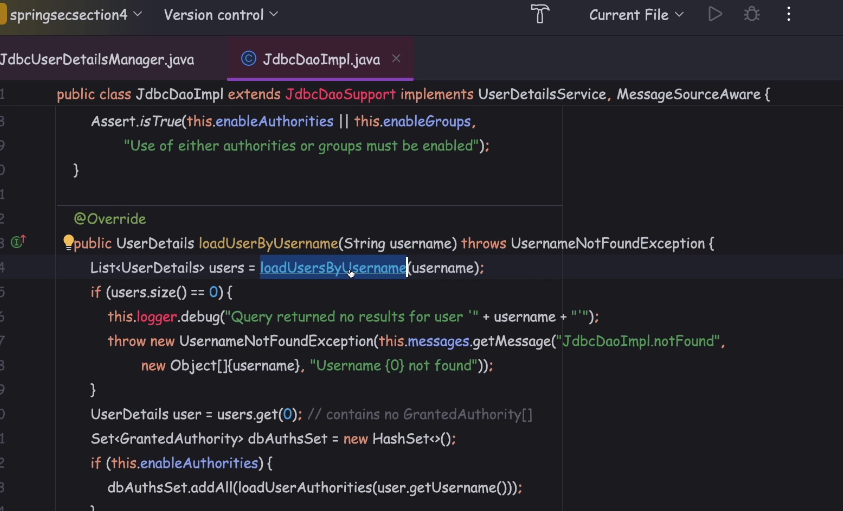 springsecsection4 Version control Current File
JdbcUserDetailsManager.java JdbcDaoImpl.java
public class JdbcDaoImpl extends JdbcDaoSupport implements UserDetailsService, MessageSourceAware {
Assert.isTrue(this.enableAuthorities || this.enableGroups,
"Use of either authorities or groups must be enabled");
}
@Override
public UserDetails loadUserByUsername(String username) throws UsernameNotFoundException {
List<UserDetails> users = loadUsersByUsername(username);
if (users.size() == 0) {
this.logger.debug("Query returned no results for user '" + username + "'");
throw new UsernameNotFoundException(this.messages.getMessage("JdbcDaoImpl.notFound",
new Object[]{username}, "Username {0} not found"));
}
UserDetails user = users.get(0); // contains no GrantedAuthority[]
Set<GrantedAuthority> dbAuthsSet = new HashSet<>();
if (this.enableAuthorities) {
dbAuthsSet.addAll(loadUserAuthorities(user.getUsername()));
}